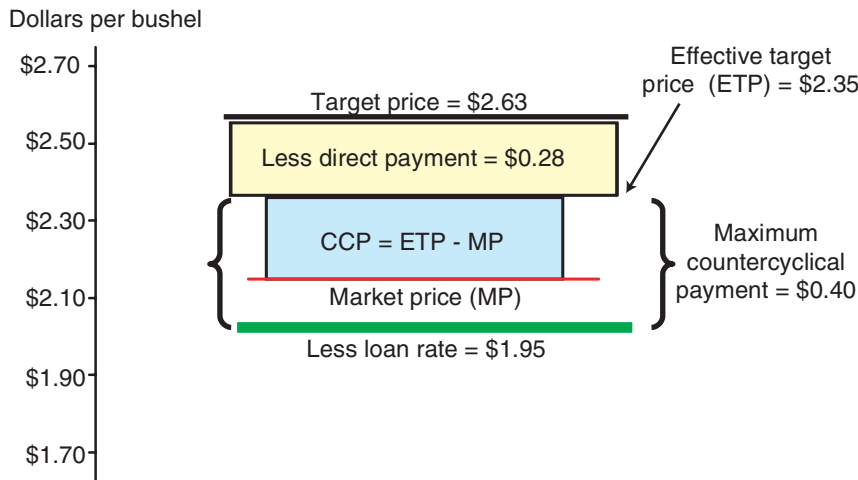 Dollars per bushel
$2.70
$2.50
$2.30
$2.10
$1.90
$1.70
Target price = $2.63
Less direct payment = $0.28
CCP = ETP - MP
Market price (MP)
Less loan rate = $1.95
Effective target
price (ETP) = $2.35
Maximum
countercyclical
payment = $0.40